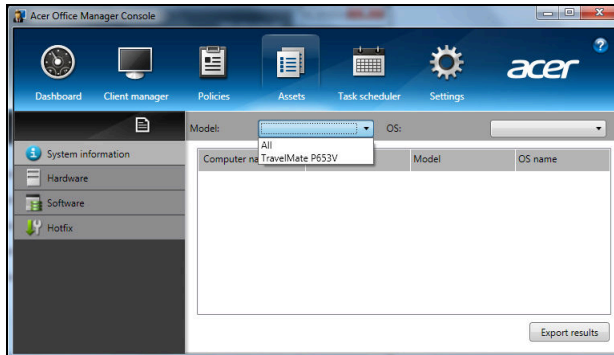 Acer Office Manager Console
Dashboard Client manager Policies Assets Task scheduler Settings acer
Model: OS:
All
TravelMate P653V
System information
Hardware
Software
Hotfix
Computer na Model OS name
Export results